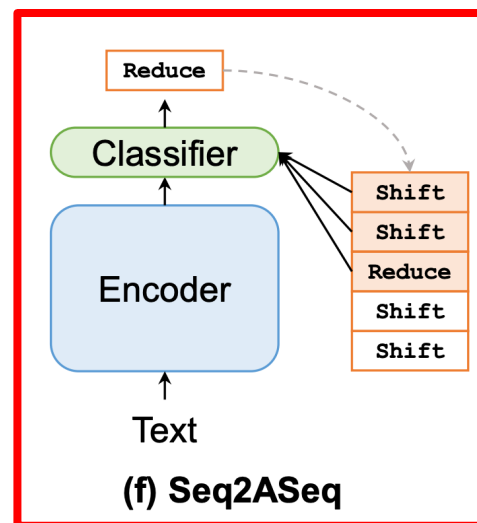 Reduce
Classifier
Shift
Shift
Reduce
Shift
Shift
Encoder
Text
(f) Seq2ASeq